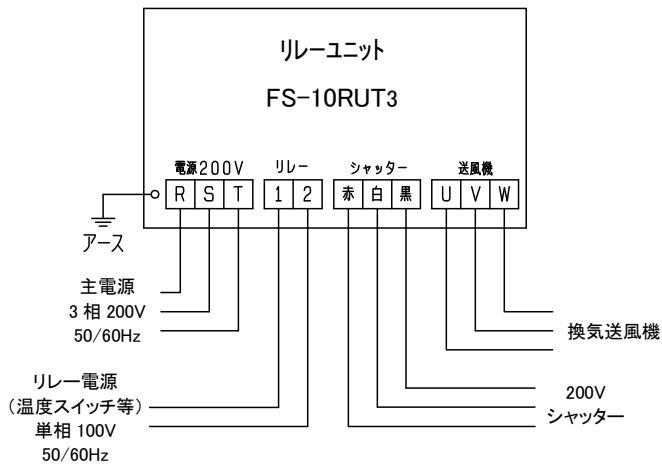 リレーユニット
FS-10RUT3
電源200V リレー シャッター 送風機
R S T 1 2 赤 白 黒 U V W
アース
主電源
3相 200V
50/60Hz
換気送風機
リレー電源
(温度スイッチ等)
単相 100V
50/60Hz
200V
シャッター